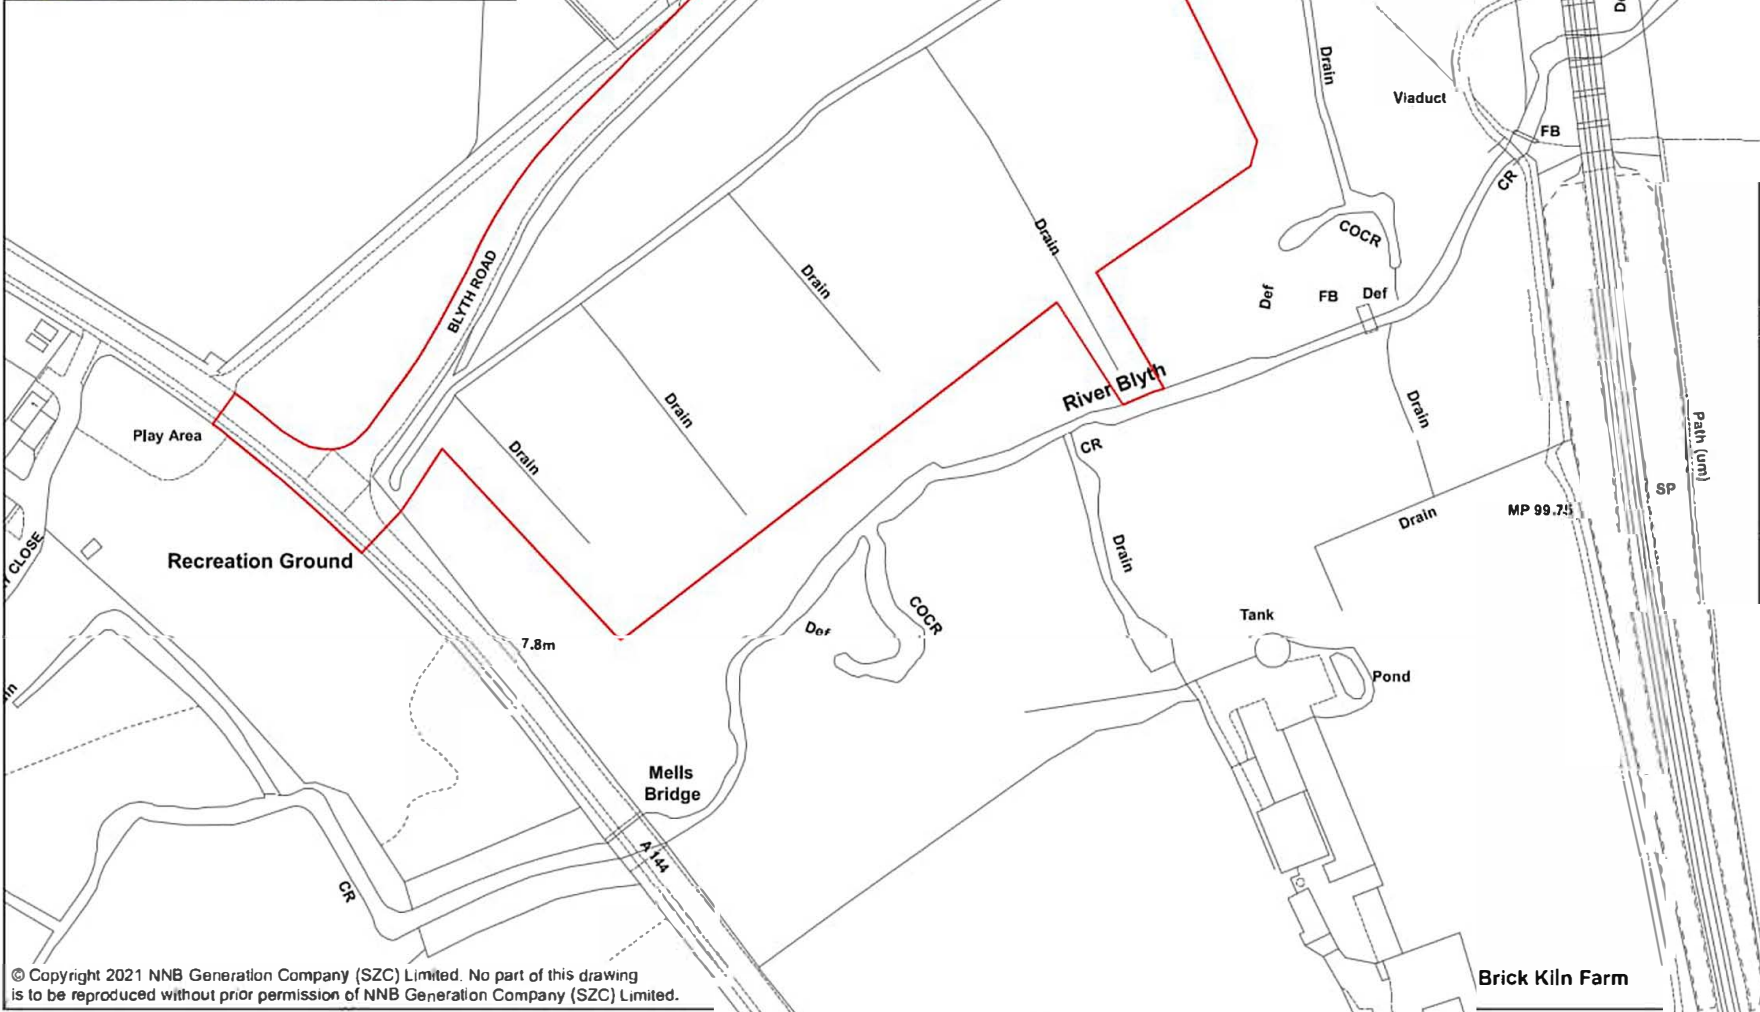 Drain
Viaduct
FB
CR
COCR
Drain
Drain
BLYTH ROAD
Def
FB
Def
River Blyth
Drain
Drain
Play Area
CR
Drain
Path (um)
SP
MP 99.75
Drain
Drain
Recreation Ground
CLOSE
Drain
COCR
Def
Tank
7.8m
Pond
Mells
Bridge
A 144
CR
© Copyright 2021 NNB Generation Company (SZC) Limited. No part of this drawing
is to be reproduced without prior permission of NNB Generation Company (SZC) Limited.
Brick Kiln Farm